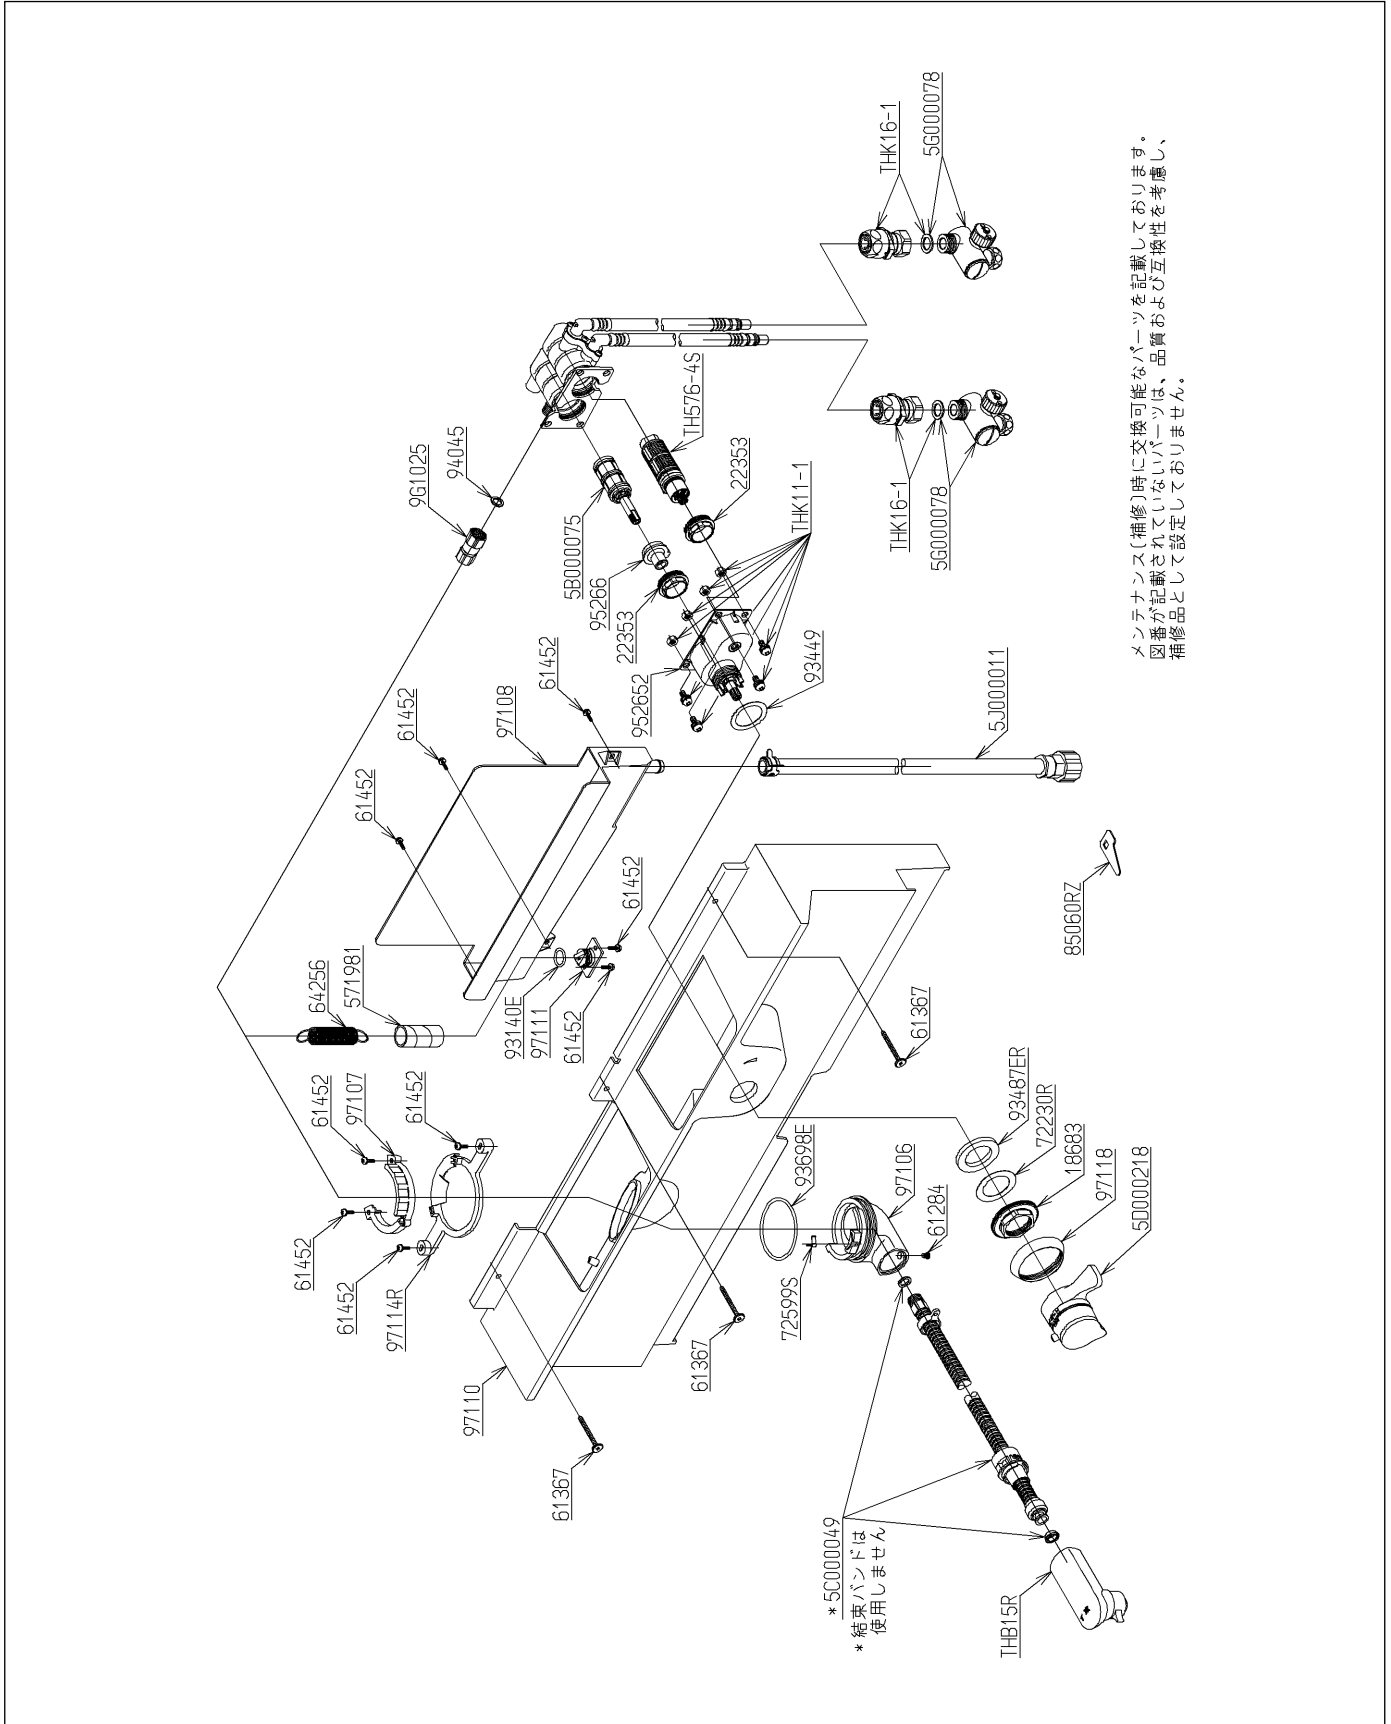 THK16-1
5G000078
9G1025
94045
TH576-4S
5B000075
22353
95266
22353
THK11-1
THK16-1
5G000078
61452
952652
93449
61452
97108
61452
5J000011
64256
571981
93140E
97111
61452
61452
85060RZ
61452
97107
61452
61452
61452
97114R
61367
93487ER
72230R
18683
97118
5D000218
93698E
97106
61284
72599S
97110
61367
61367
*5C000049
*結束バンドは
使用しません
THB15R
メンテナンス(補修)時に交換可能なパーツを記載しております。
図番が記載されていないパーツは、品質および互換性を考慮し、
補修品として設定しておりません。